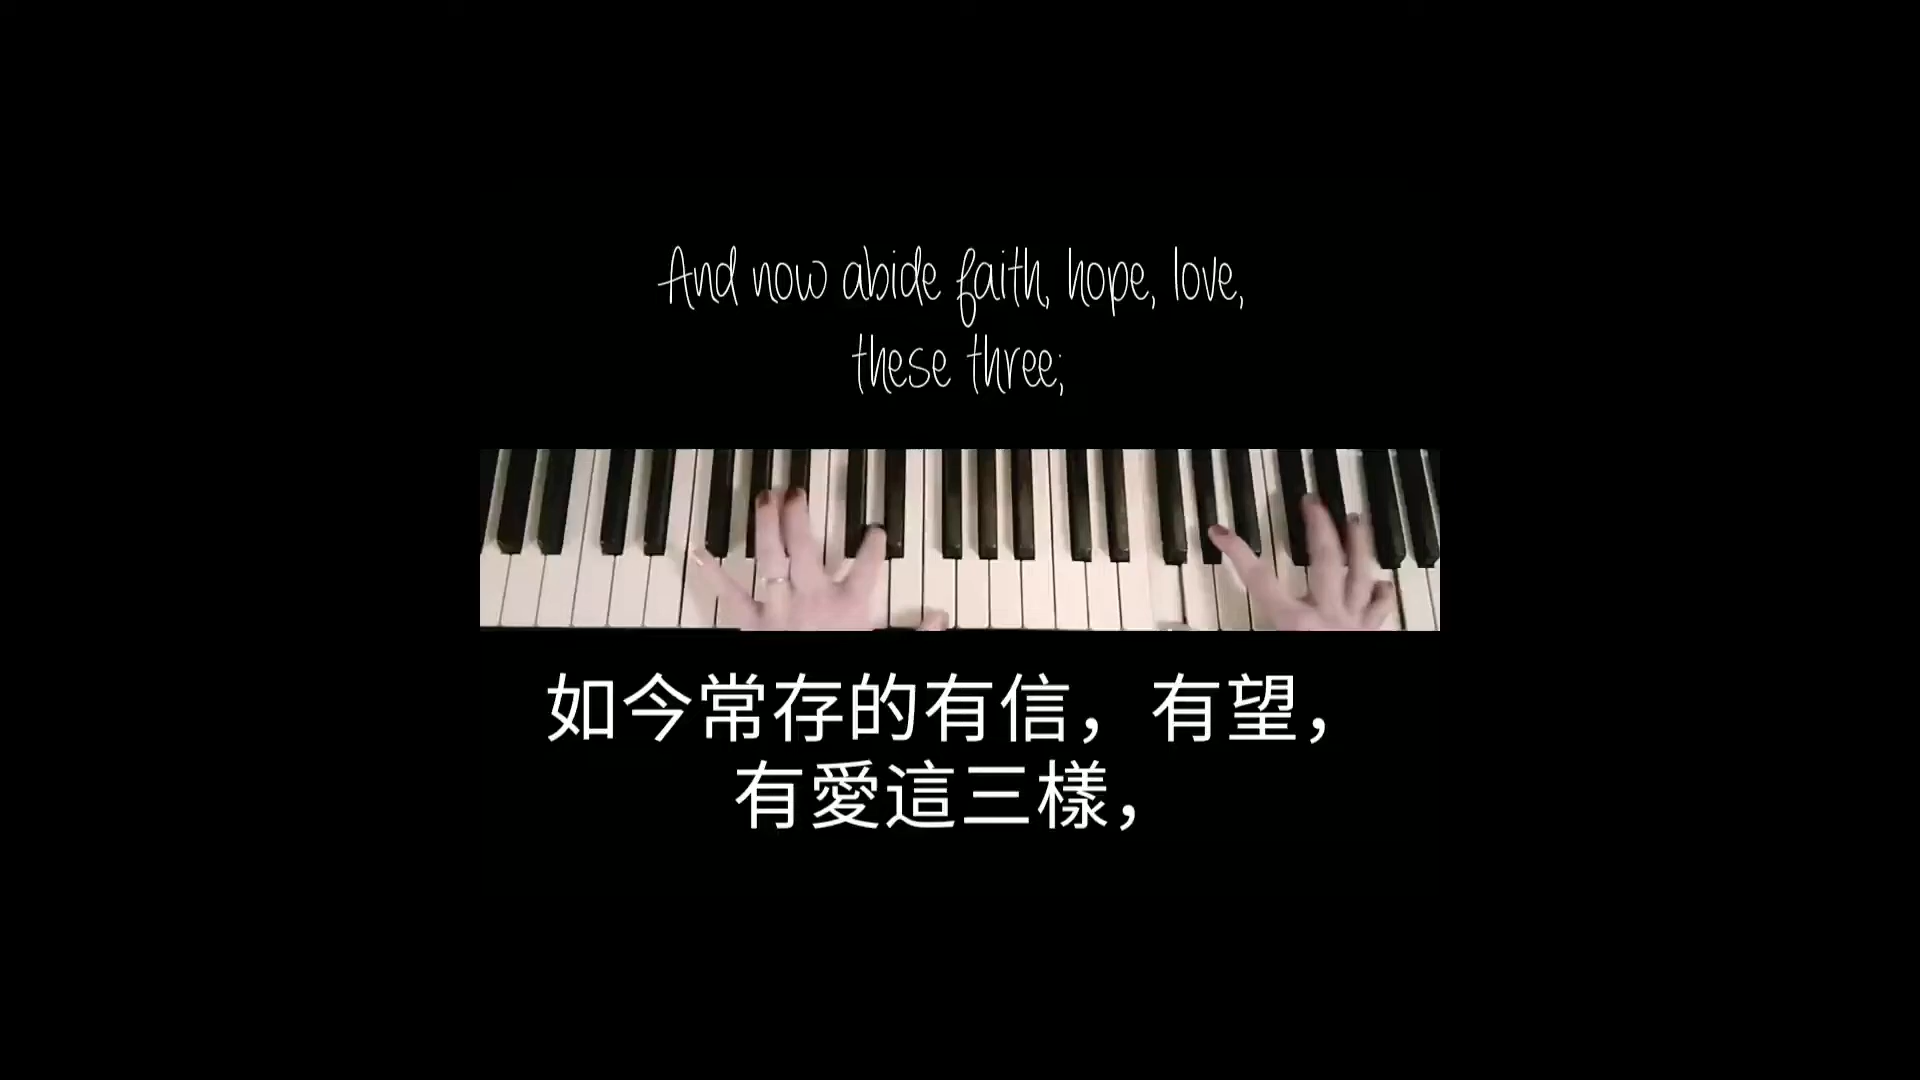 And now abide faith, hope, love,
these three;
如今常存的有信，有望，
有愛這三樣，